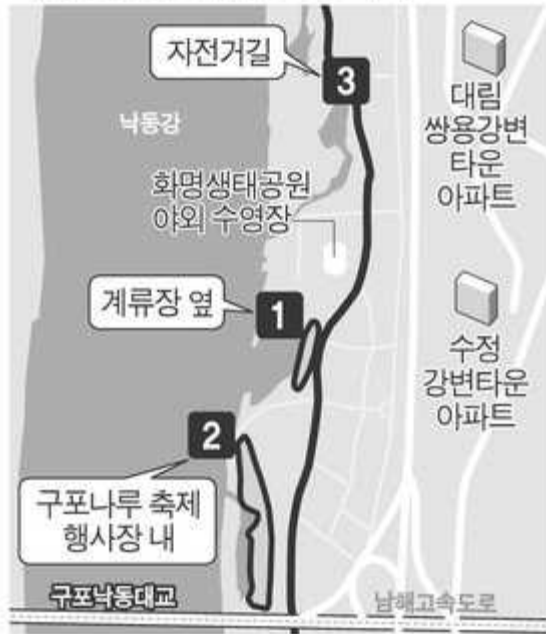 자전거길
3
대림
쌍용강변
타운
아파트
낙동강
화명생태공원
야외 수영장
계류장 옆
1
수정
강변타운
아파트
2
구포나루 축제
행사장 내
구포낙동대교
남해고속도로